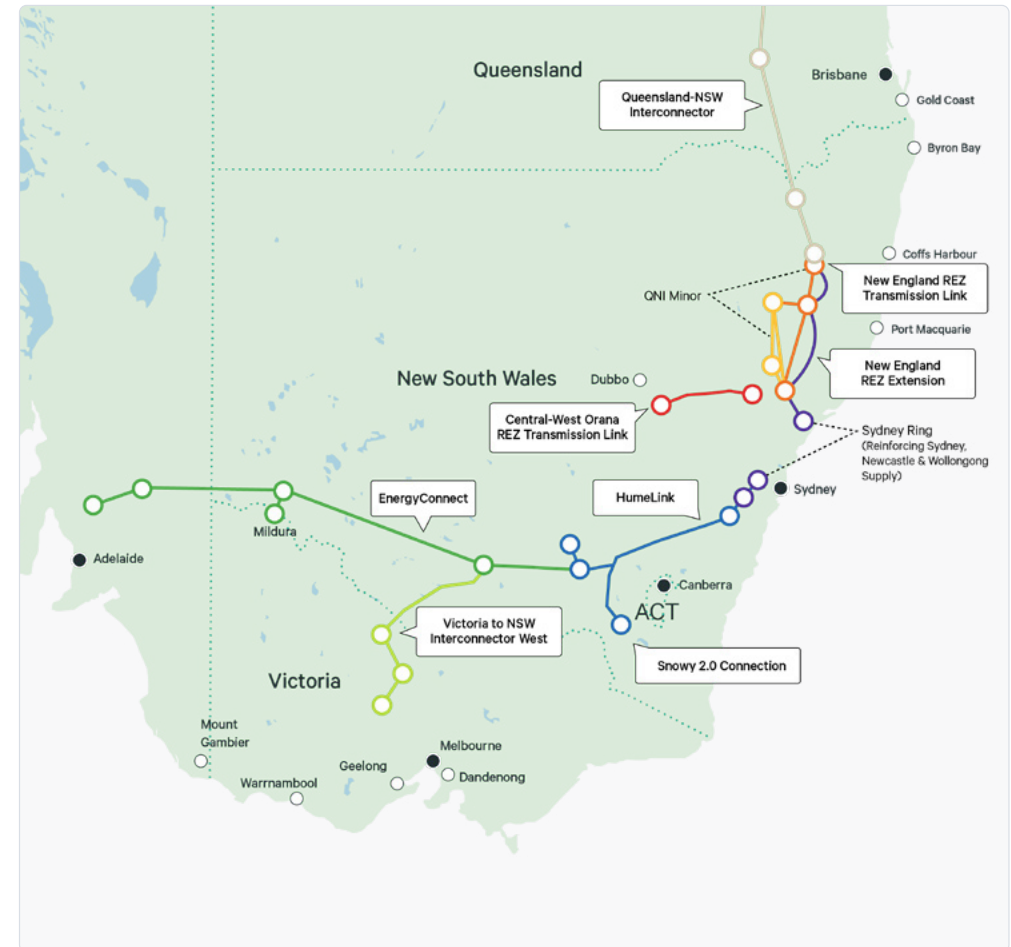 Queensland
Brisbane
Queensland-NSW
Interconnector
Gold Coast
Byron Bay
Coffs Harbour
New England REZ
Transmission Link
QNI Minor
Port Macquarie
New England
REZ Extension
New South Wales
Dubbo
Central-West Orana
REZ Transmission Link
Sydney Ring
(Reinforcing Sydney,
Newcastle & Wollongong
Supply)
EnergyConnect
HumeLink
Sydney
Mildura
Adelaide
Canberra
ACT
Victoria to NSW
Interconnector West
Snowy 2.0 Connection
Victoria
Mount
Gambier
Melbourne
Geelong
Dandenong
Warrnambool